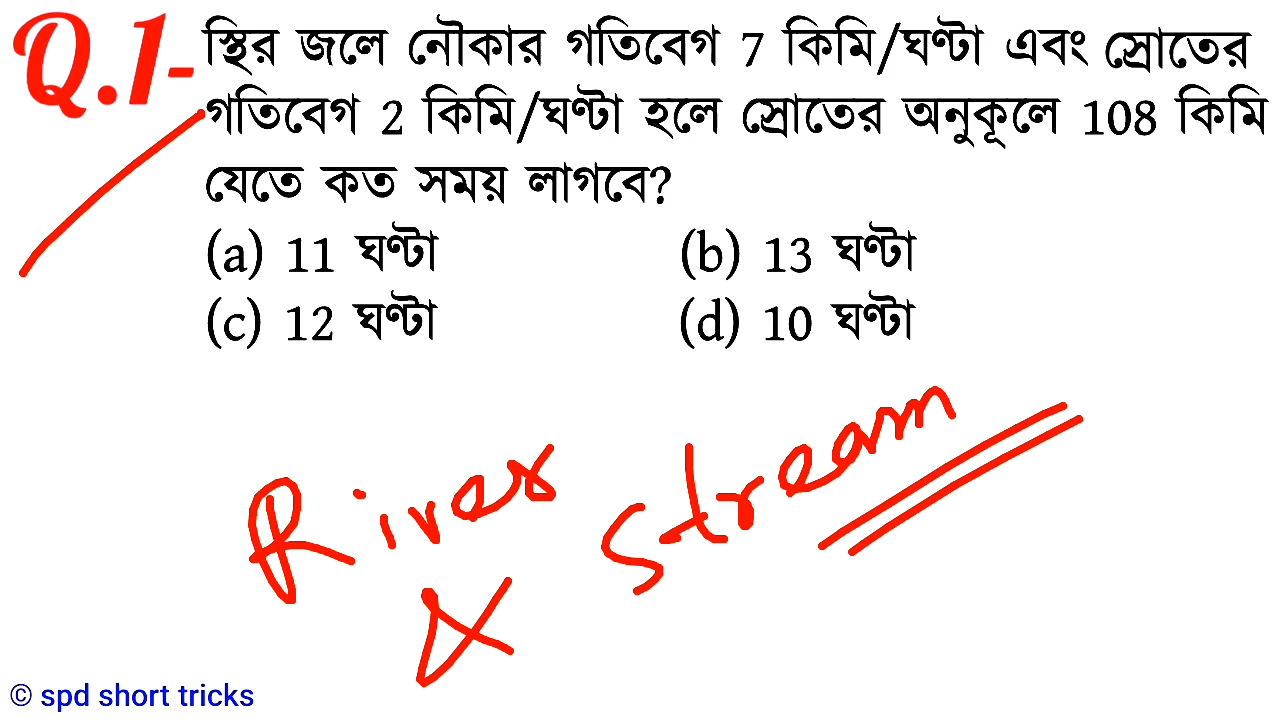 Q.1- স্থির জলে নৌকার গতিবেগ 7 কিমি/ঘণ্টা এবং স্রোতের
গতিবেগ 2 কিমি/ঘণ্টা হলে স্রোতের অনুকূলে 108 কিমি
যেতে কত সময় লাগবে?
(a) 11 ঘণ্টা (b) 13 ঘণ্টা
(c) 12 ঘণ্টা (d) 10 ঘণ্টা
River & Stream
© spd short tricks